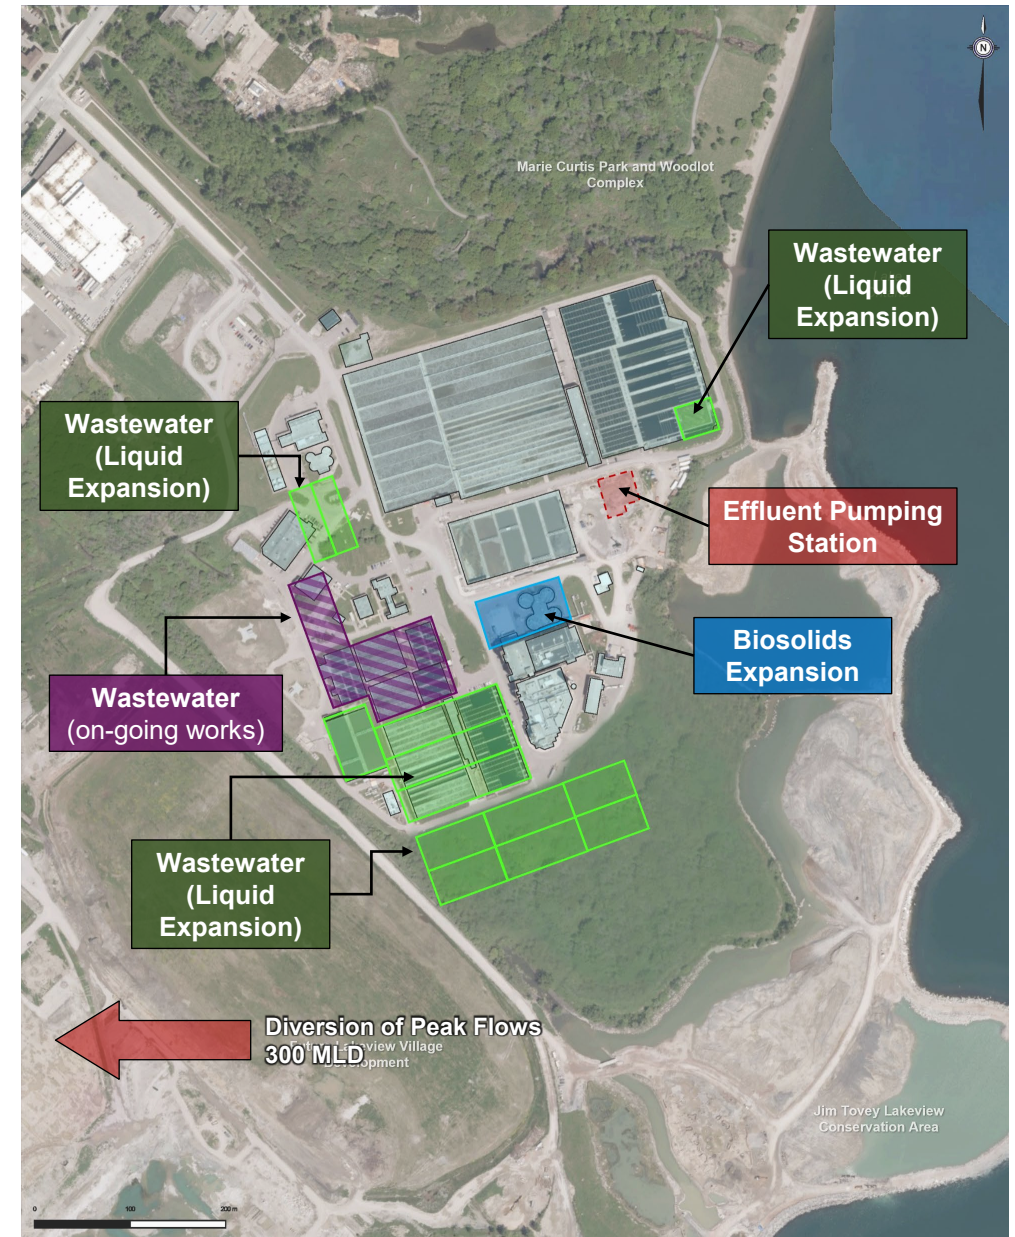 N
Marie Curtis Park and Woodlot
Complex
Wastewater
(Liquid
Expansion)
Wastewater
(Liquid
Expansion)
Effluent Pumping
Station
Biosolids
Expansion
Wastewater
(on-going works)
Wastewater
(Liquid
Expansion)
Diversion of Peak Flows
300 MLD
Lakeview Village
Development
Jim Tovey Lakeview
Conservation Area
0 100 200 m